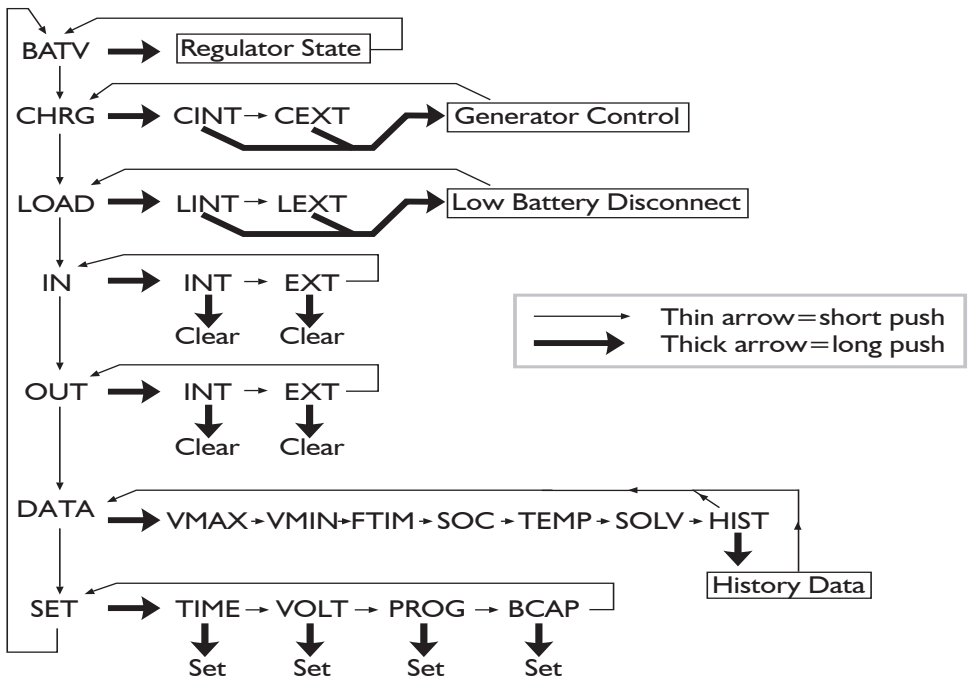 BATV Regulator State
CHRG CINT CEXT Generator Control
LOAD LINT LEXT Low Battery Disconnect
IN INT EXT
Clear Clear
Thin arrow=short push
Thick arrow=long push
OUT INT EXT
Clear Clear
DATA VMAX VMIN FTIM SOC TEMP SOLV HIST
History Data
SET TIME VOLT PROG BCAP
Set Set Set Set